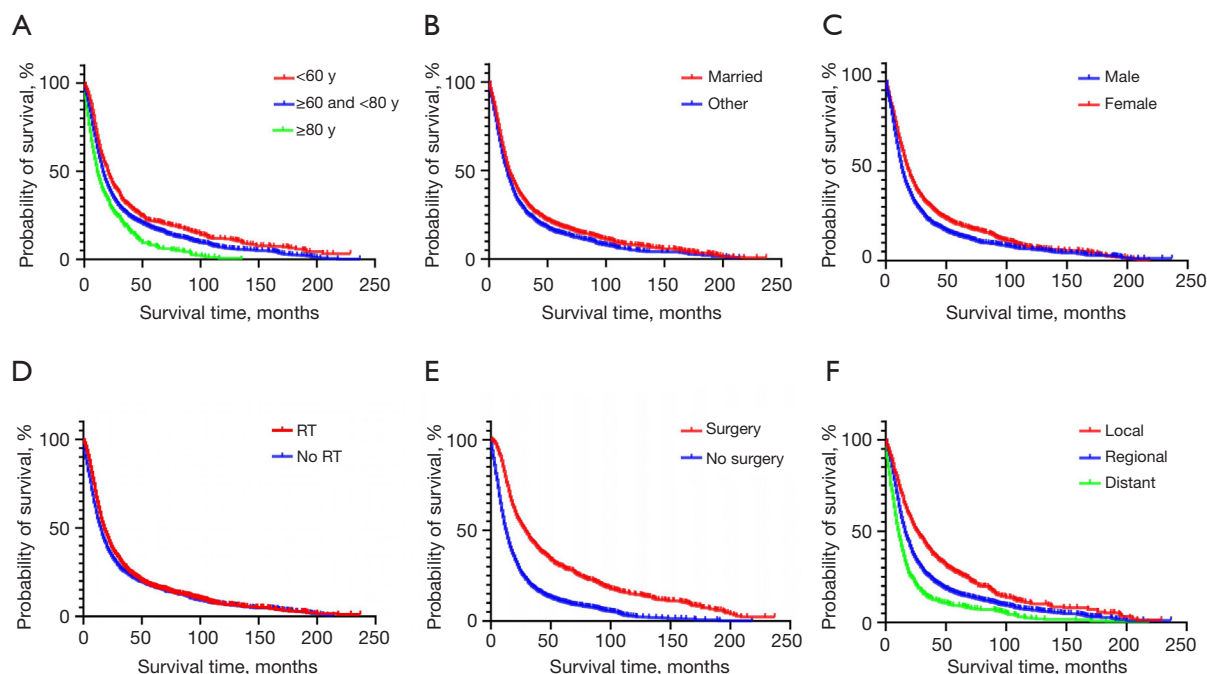 A
Probability of survival, %
100
50
0
<60 y
≥60 and <80 y
≥80 y
0 50 100 150 200 250
Survival time, months
B
Probability of survival, %
100
50
0
Married
Other
0 50 100 150 200 250
Survival time, months
C
Probability of survival, %
100
50
0
Male
Female
0 50 100 150 200 250
Survival time, months
D
Probability of survival, %
100
50
0
RT
No RT
0 50 100 150 200 250
Survival time, months
E
Probability of survival, %
100
50
0
Surgery
No surgery
0 50 100 150 200 250
Survival time, months
F
Probability of survival, %
100
50
0
Local
Regional
Distant
0 50 100 150 200 250
Survival time, months